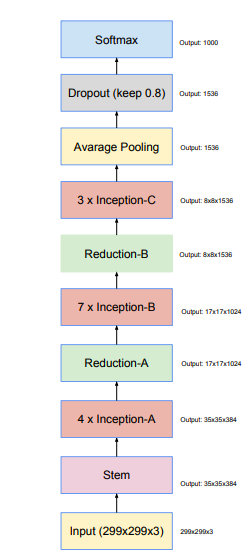 Softmax
Output: 1000
Dropout (keep 0.8)
Output: 1536
Avarage Pooling
Output: 1536
3 x Inception-C
Output: 8x8x1536
Reduction-B
Output: 8x8x1536
7 x Inception-B
Output: 17x17x1024
Reduction-A
Output: 17x17x1024
4 x Inception-A
Output: 35x35x384
Stem
Output: 35x35x384
Input (299x299x3)
299x299x3